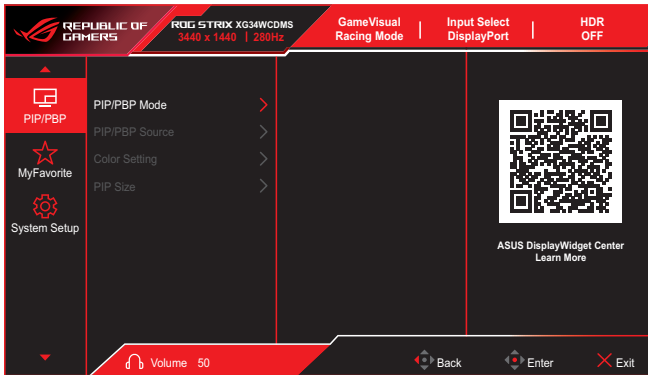 REPUBLIC OF
GAMERS
ROG STRIX XG34WCDMS
3440 x 1440 | 280Hz
GameVisual
Racing Mode
Input Select
DisplayPort
HDR
OFF
PIP/PBP
MyFavorite
System Setup
PIP/PBP Mode
PIP/PBP Source
Color Setting
PIP Size
ASUS DisplayWidget Center
Learn More
Volume 50
Back
Enter
Exit